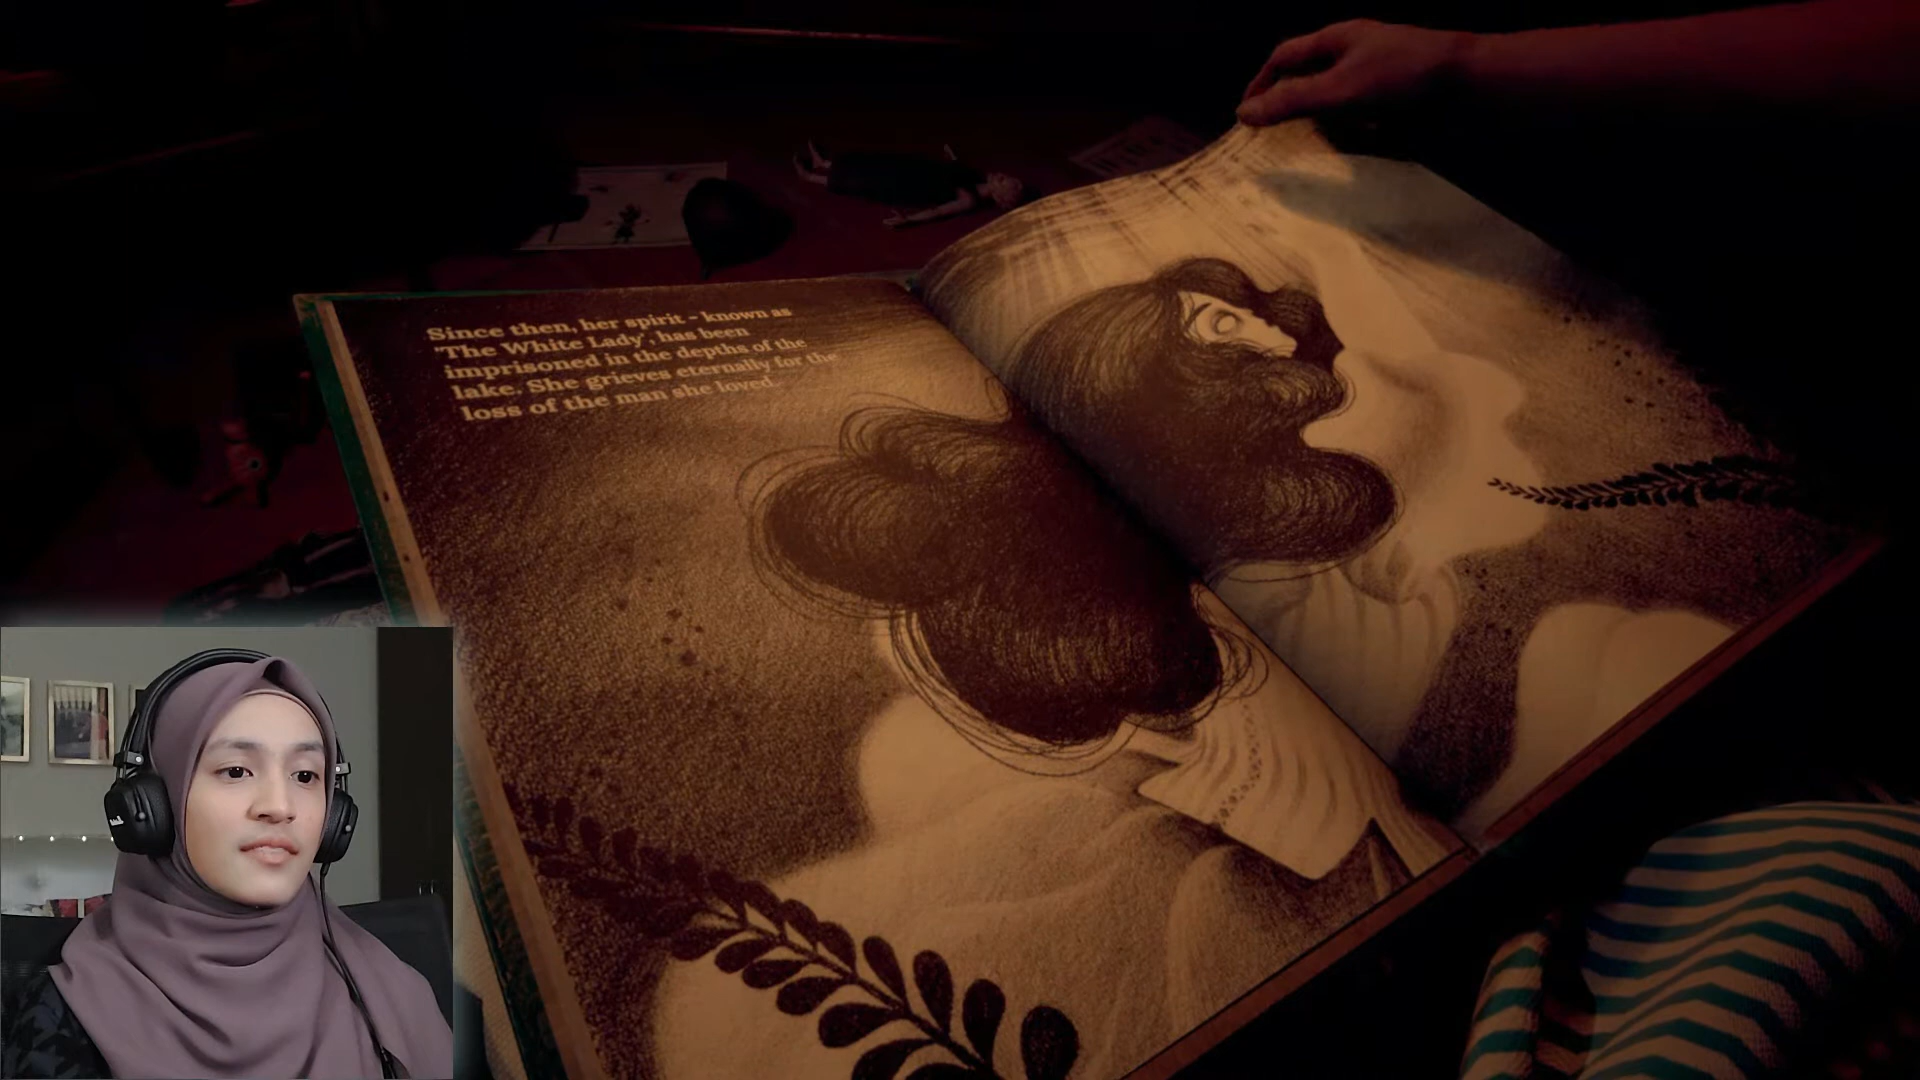 Since then, her spirit - known as
'The White Lady', has been
imprisoned in the depths of the
lake. She grieves eternally for the
loss of the man she loved.